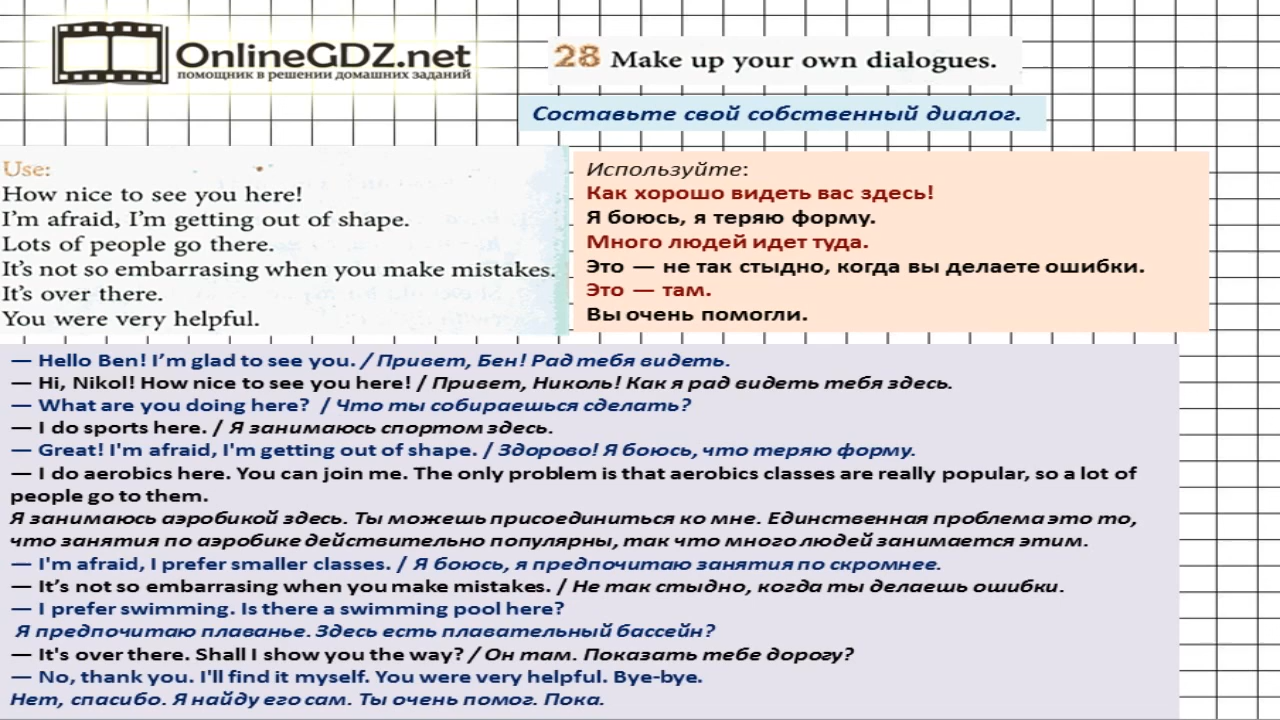 OnlineGDZ.net
помощник в решении домашних заданий
28 Make up your own dialogues.
Составьте свой собственный диалог.
Use:
How nice to see you here!
I'm afraid, I'm getting out of shape.
Lots of people go there.
It's not so embarrasing when you make mistakes.
It's over there.
You were very helpful.
Используйте:
Как хорошо видеть вас здесь!
Я боюсь, я теряю форму.
Много людей идет туда.
Это — не так стыдно, когда вы делаете ошибки.
Это — там.
Вы очень помогли.
— Hello Ben! I’m glad to see you. / Привет, Бен! Рад тебя видеть.
— Hi, Nikol! How nice to see you here! / Привет, Николь! Как я рад видеть тебя здесь.
— What are you doing here? / Что ты собираешься сделать?
— I do sports here. / Я занимаюсь спортом здесь.
— Great! I'm afraid, I'm getting out of shape. / Здорово! Я боюсь, что теряю форму.
— I do aerobics here. You can join me. The only problem is that aerobics classes are really popular, so a lot of
people go to them.
Я занимаюсь аэробикой здесь. Ты можешь присоединиться ко мне. Единственная проблема это то,
что занятия по аэробике действительно популярны, так что много людей занимается этим.
— I'm afraid, I prefer smaller classes. / Я боюсь, я предпочитаю занятия по скромнее.
— It’s not so embarrasing when you make mistakes. / Не так стыдно, когда ты делаешь ошибки.
— I prefer swimming. Is there a swimming pool here?
Я предпочитаю плаванье. Здесь есть плавательный бассейн?
— It's over there. Shall I show you the way? / Он там. Показать тебе дорогу?
— No, thank you. I'll find it myself. You were very helpful. Bye-bye.
Нет, спасибо. Я найду его сам. Ты очень помог. Пока.